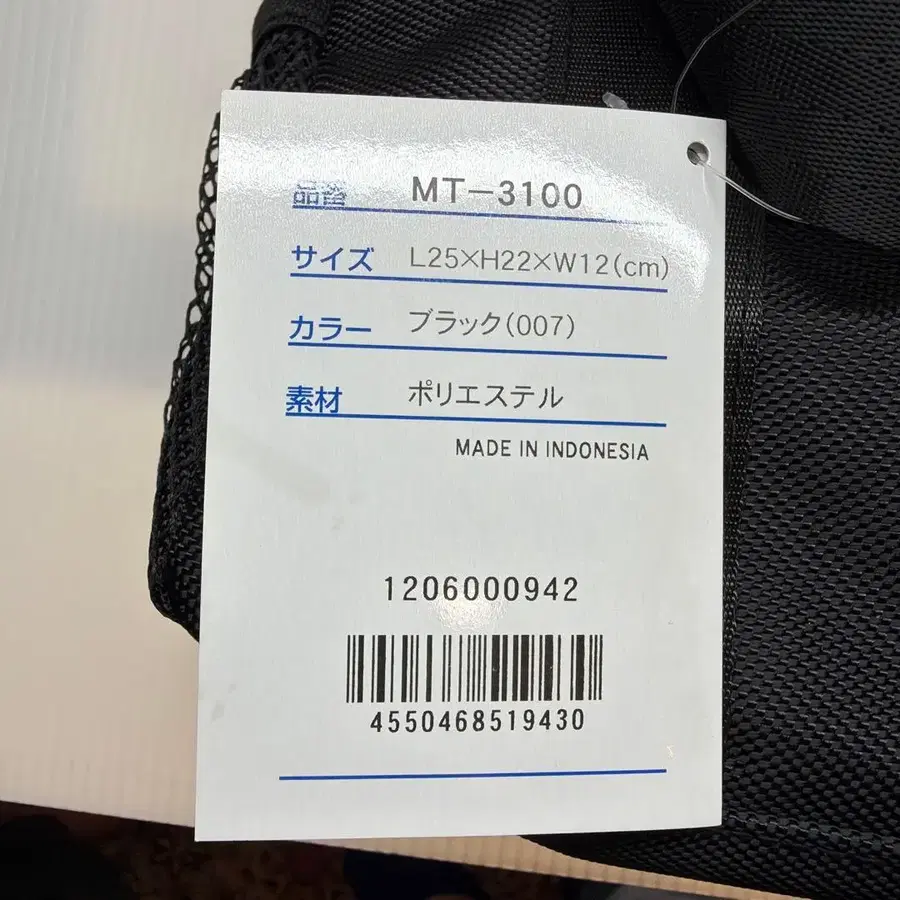 品番 MT-3100
サイズ L25×H22×W12(cm)
カラー ブラック(007)
素材 ポリエステル
MADE IN INDONESIA
1206000942
4550468519430